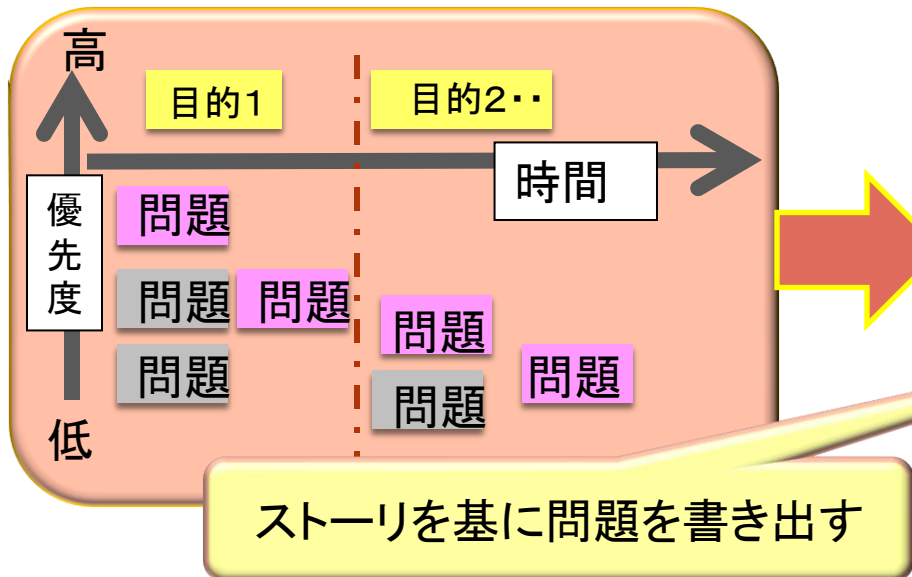 高
目的1
目的2・・
時間
優先度
問題
問題
問題
問題
問題
問題
問題
低
ストーリを基に問題を書き出す